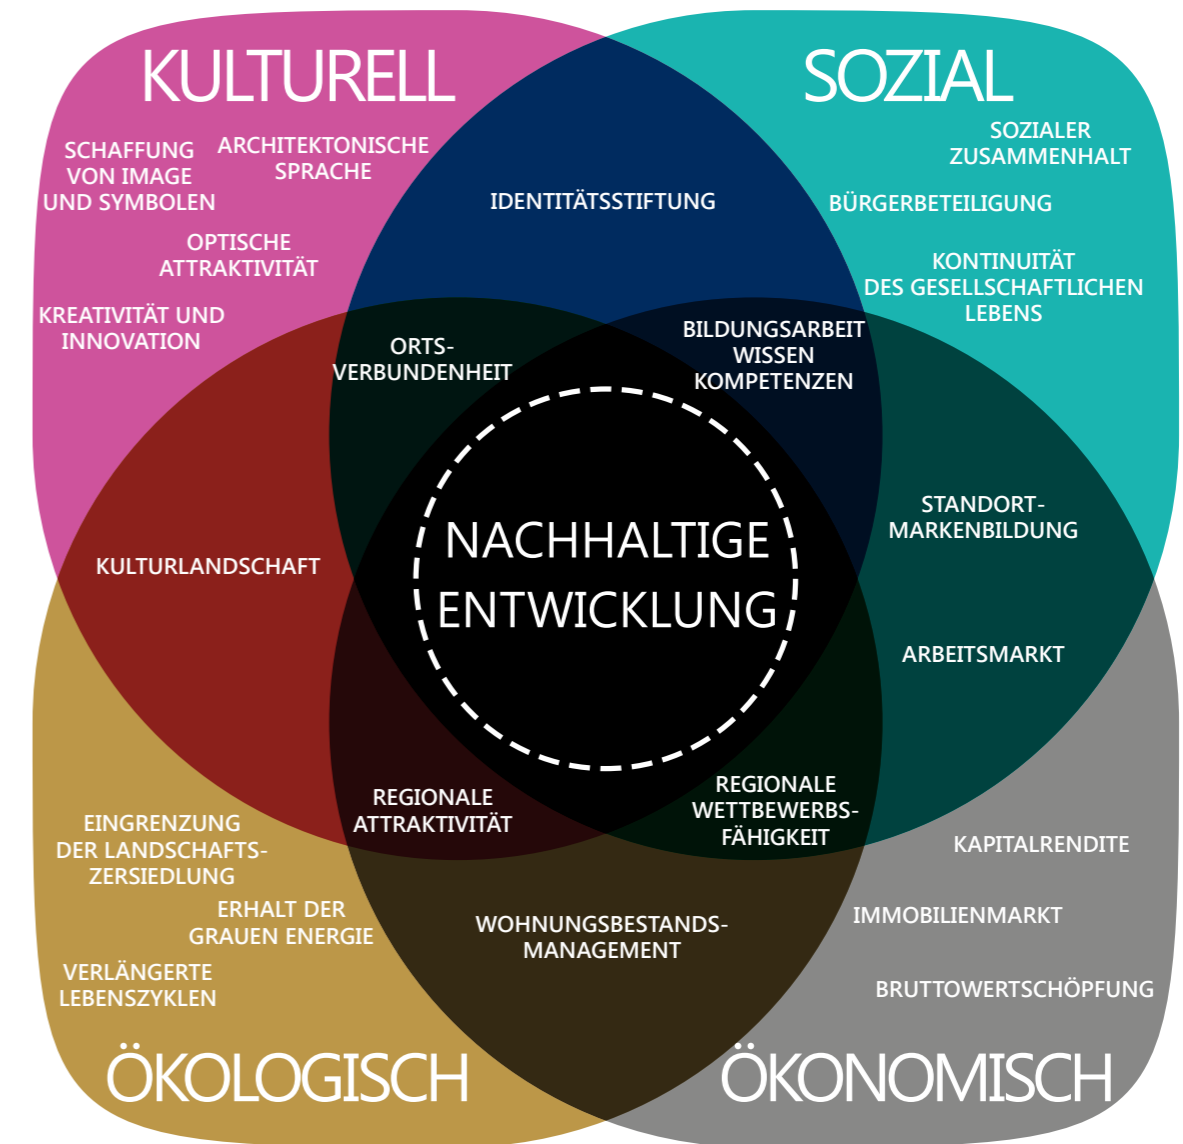 KULTURELL
SCHAFFUNG
VON IMAGE
UND SYMBOLEN
ARCHITEKTONISCHE
SPRACHE
OPTISCHE
ATTRAKTIVITÄT
KREATIVITÄT UND
INNOVATION
IDENTITÄTSSTIFTUNG
SOZIAL
SOZIALER
ZUSAMMENHALT
BÜRGERBETEILIGUNG
KONTINUITÄT
DES GESELLSCHAFTLICHEN
LEBENS
ORTS-
VERBUNDENHEIT
BILDUNGSARBEIT
WISSEN
KOMPETENZEN
KULTURLANDSCHAFT
NACHHALTIGE
ENTWICKLUNG
STANDORT-
MARKENBILDUNG
ARBEITSMARKT
REGIONALE
ATTRAKTIVITÄT
REGIONALE
WETTBEWERBS-
FÄHIGKEIT
EINGRENZUNG
DER LANDSCHAFTS-
ZERSIEDLUNG
ERHALT DER
GRAUEN ENERGIE
VERLÄNGERTE
LEBENSZYKLEN
ÖKOLOGISCH
WOHNUNGSBESTANDS-
MANAGEMENT
KAPITALRENDITE
IMMOBILIENMARKT
BRUTTOWERTSCHÖPFUNG
ÖKONOMISCH